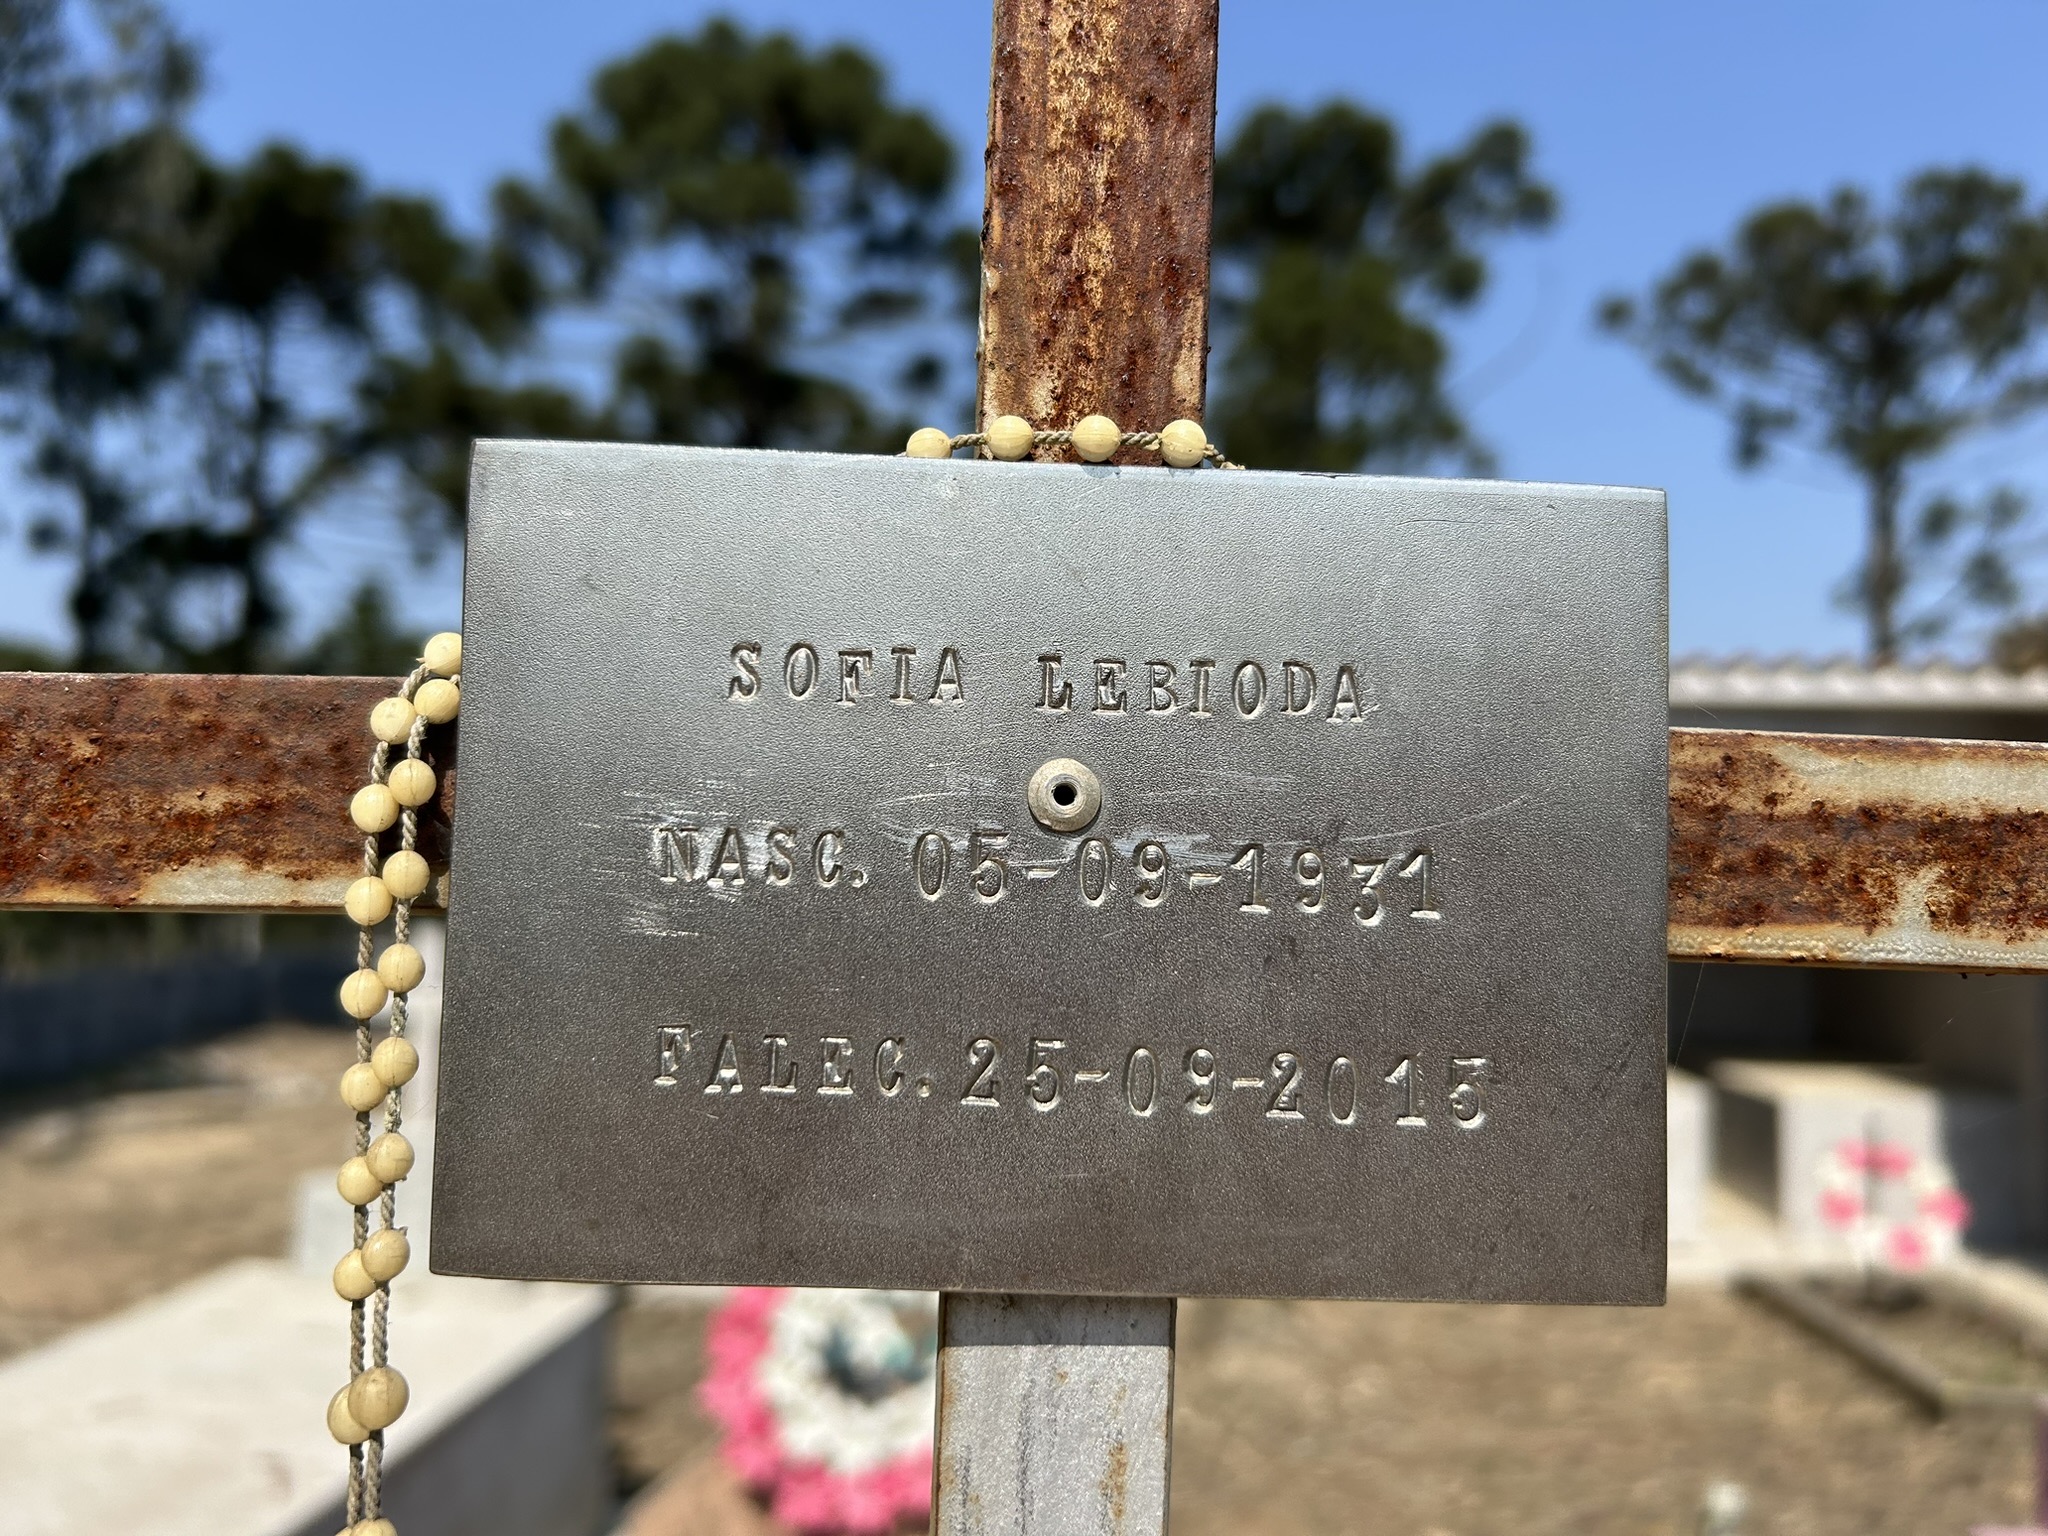 SOFIA LEBIODA
NASC. 05-09-1931
FALEC. 25-09-2015